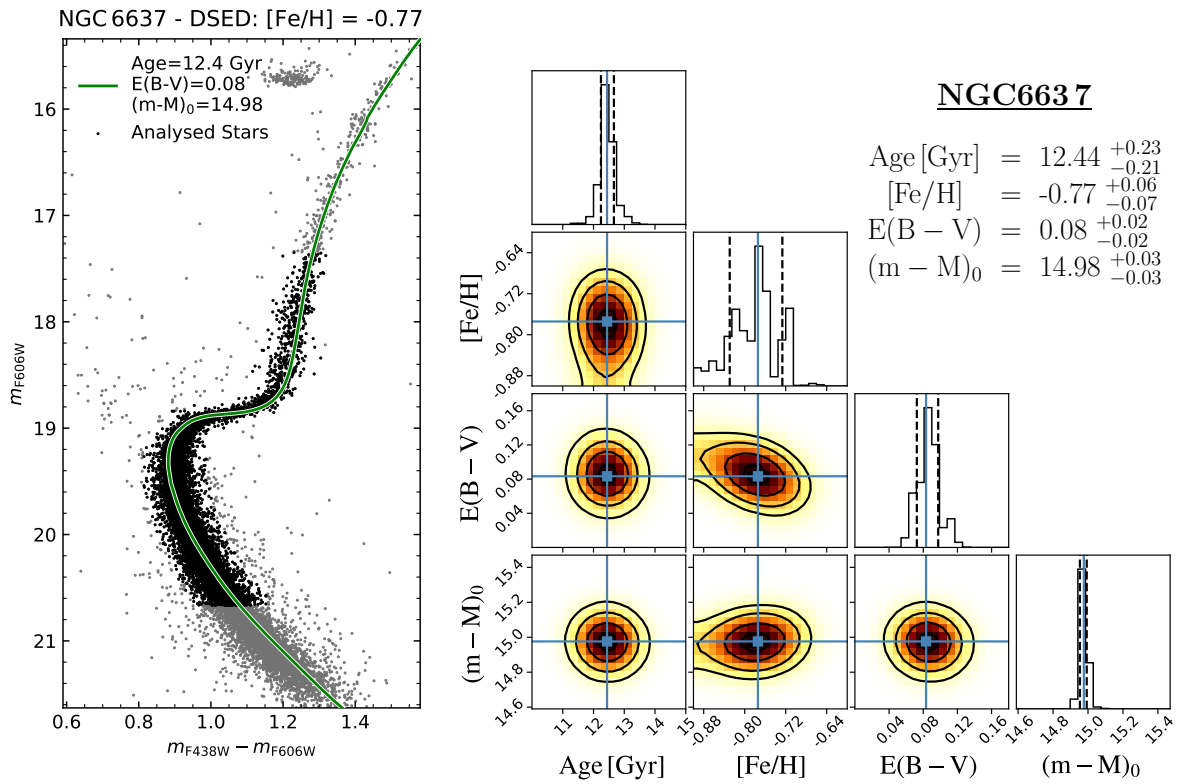 NGC 6637 - DSED: [Fe/H] = -0.77
Age=12.4 Gyr
E(B-V)=0.08
(m-M)₀=14.98
Analysed Stars
16
17
18
19
20
21
m_F606W
0.6 0.8 1.0 1.2 1.4
m_F438W − m_F606W
NGC6637
Age [Gyr] = 12.44 +0.23 −0.21
[Fe/H] = -0.77 +0.06 −0.07
E(B − V) = 0.08 +0.02 −0.02
(m − M)₀ = 14.98 +0.03 −0.03
[Fe/H]
-0.64
-0.72
-0.80
-0.88
E(B − V)
0.16
0.12
0.08
0.04
(m − M)₀
15.4
15.2
15.0
14.8
14.6
11 12 13 14 15
-0.88 -0.80 -0.72 -0.64
0.04 0.08 0.12 0.16
14.6 14.8 15.0 15.2 15.4
Age [Gyr]
[Fe/H]
E(B − V)
(m − M)₀